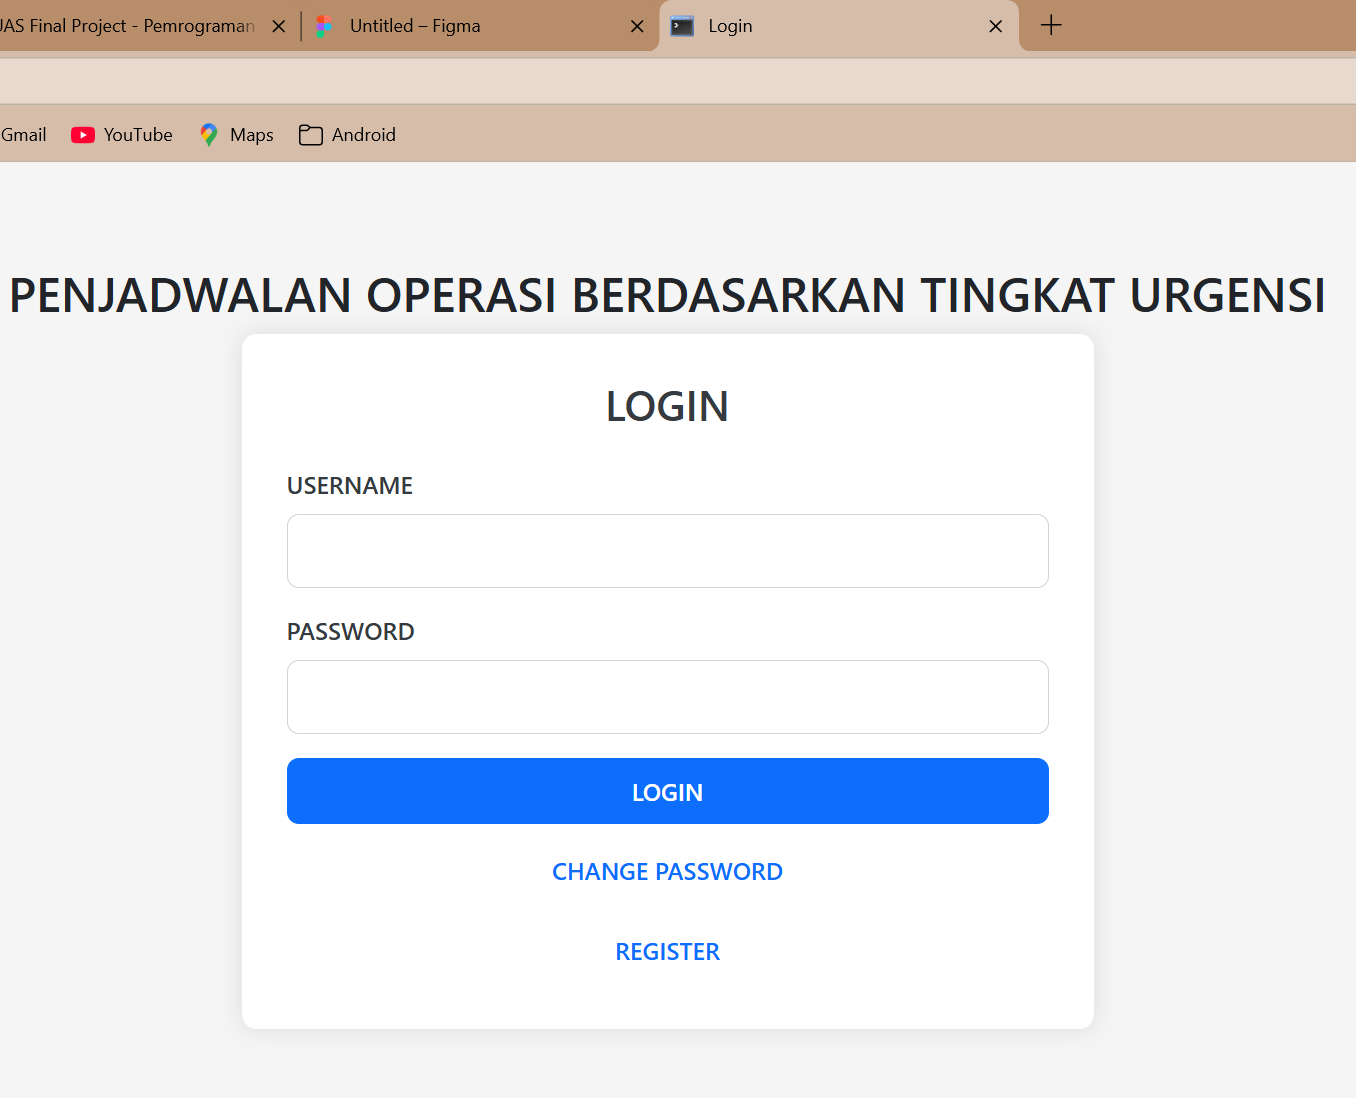 UAS Final Project - Pemrograman
Untitled – Figma
Login
Gmail
YouTube
Maps
Android
PENJADWALAN OPERASI BERDASARKAN TINGKAT URGENSI
LOGIN
USERNAME
PASSWORD
LOGIN
CHANGE PASSWORD
REGISTER